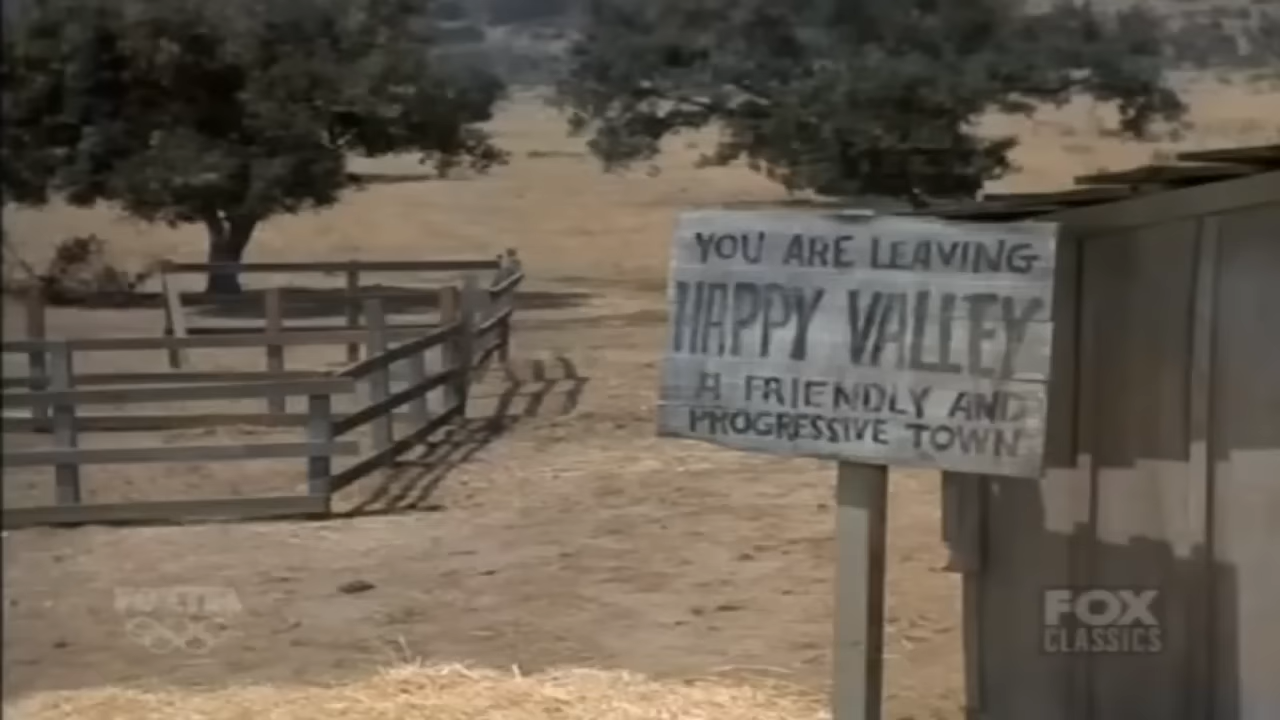 YOU ARE LEAVING
HAPPY VALLEY
A FRIENDLY AND
PROGRESSIVE TOWN
FOX
CLASSICS